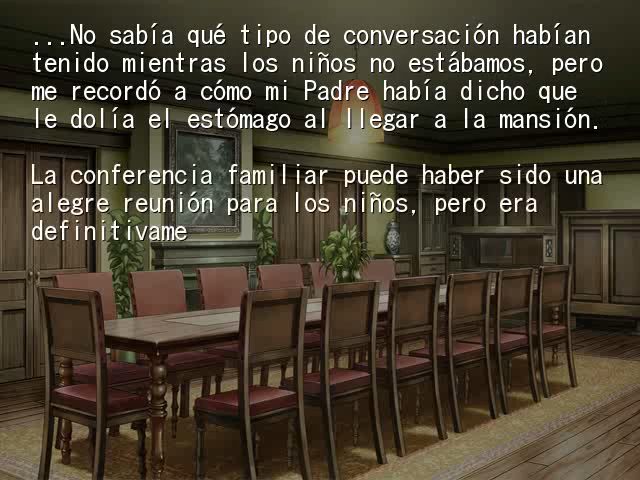 ...No sabía qué tipo de conversación habían
tenido mientras los niños no estábamos, pero
me recordó a cómo mi Padre había dicho que
le dolía el estómago al llegar a la mansión.
La conferencia familiar puede haber sido una
alegre reunión para los niños, pero era
definitivame